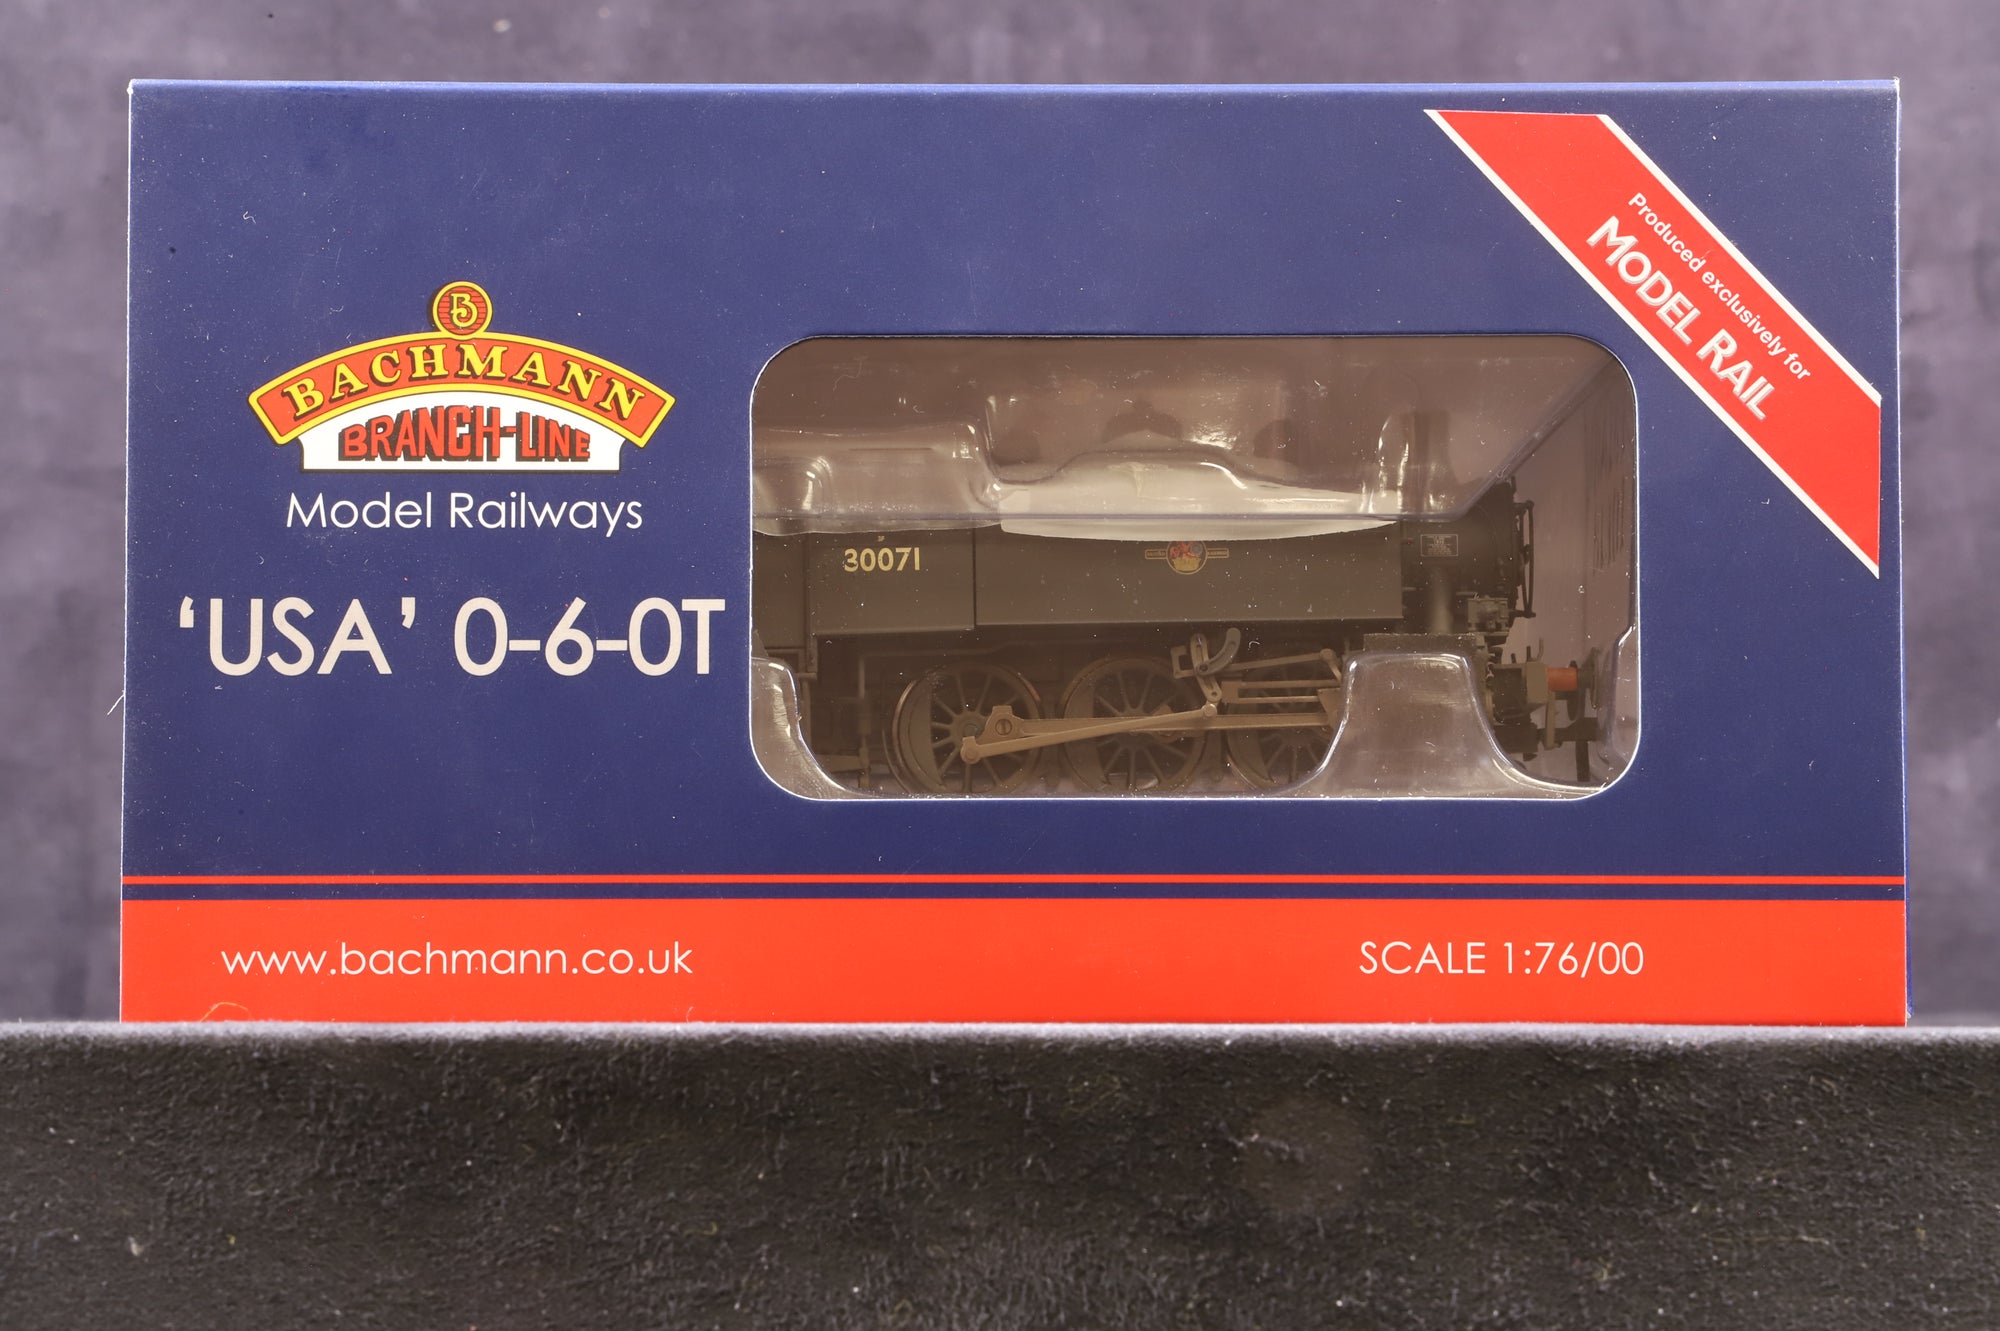 B
BACHMANN
BRANCH-LINE
Model Railways
'USA' 0-6-0T
Produced exclusively for
MODEL RAIL
30071
www.bachmann.co.uk
SCALE 1:76/00